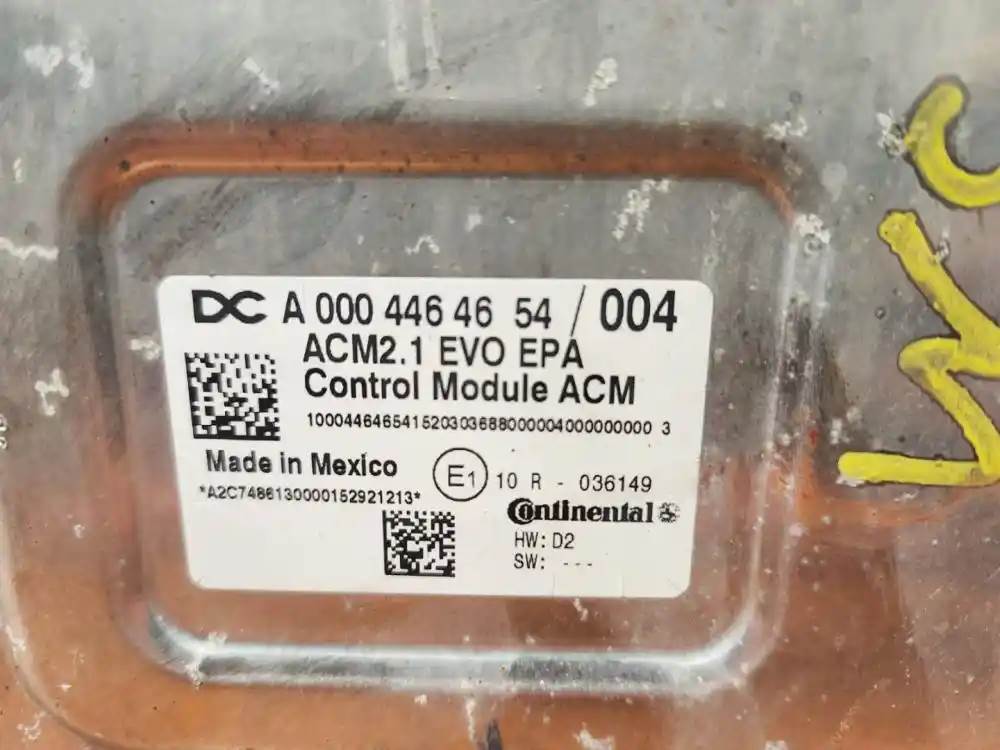 DC A 000 446 46 54 / 004
ACM2.1 EVO EPA
Control Module ACM
10004464654152030368800000400000000 3
Made in Mexico
E1 10 R - 036149
*A2C7486130000152921213*
Continental
HW: D2
SW: ---